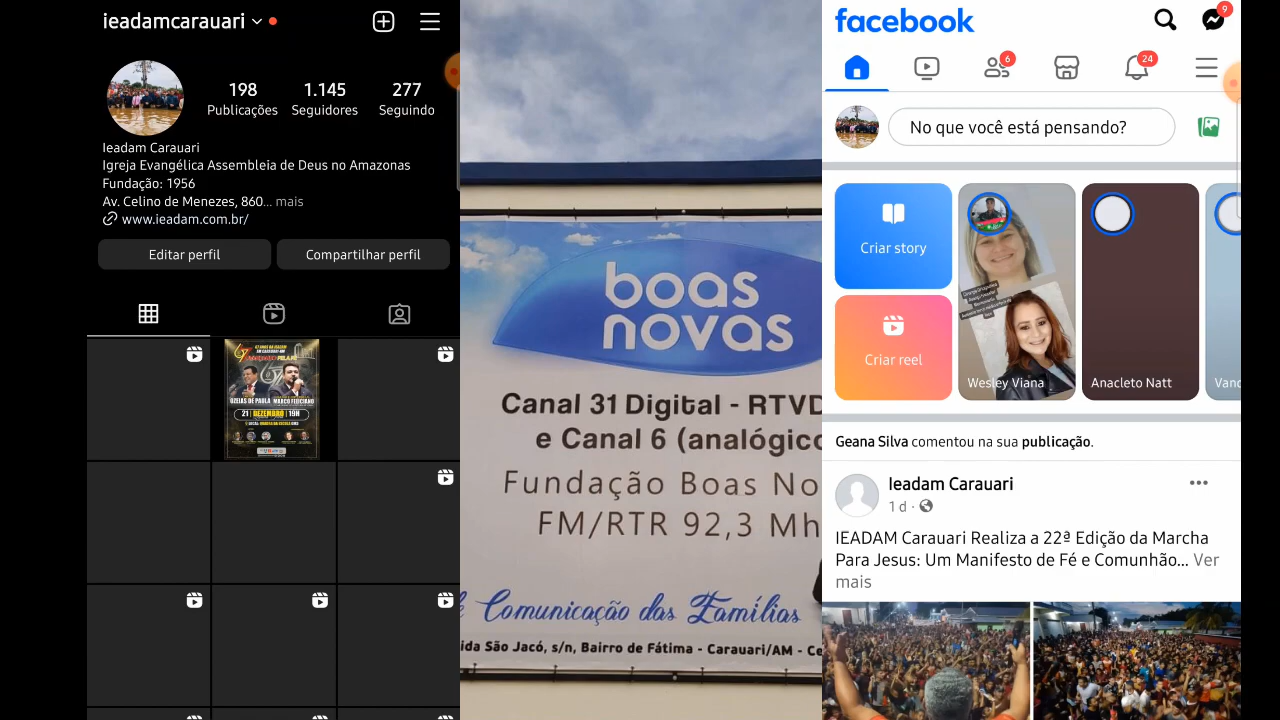 ieadamcarauari
198
1.145
277
Publicações
Seguidores
Seguindo
Ieadam Carauari
Igreja Evangélica Assembleia de Deus no Amazonas
Fundação: 1956
Av. Celino de Menezes, 860... mais
www.ieadam.com.br/
Editar perfil
Compartilhar perfil
67
OZEIAS DE PAULA
MARCO FELICIANO
21 DEZEMBRO 19H
boas
novas
Canal 31 Digital - RTVD
e Canal 6 (analógico
Fundação Boas No
FM/RTR 92,3 Mh
Comunicação das Famílias
ida São Jacó, s/n, Bairro de Fátima - Carauari/AM - Ce
facebook
9
6
24
No que você está pensando?
Criar story
Criar reel
Wesley Viana
Anacleto Natt
Vanc
Geana Silva comentou na sua publicação.
Ieadam Carauari
1 d ·
IEADAM Carauari Realiza a 22ª Edição da Marcha
Para Jesus: Um Manifesto de Fé e Comunhão... Ver
mais